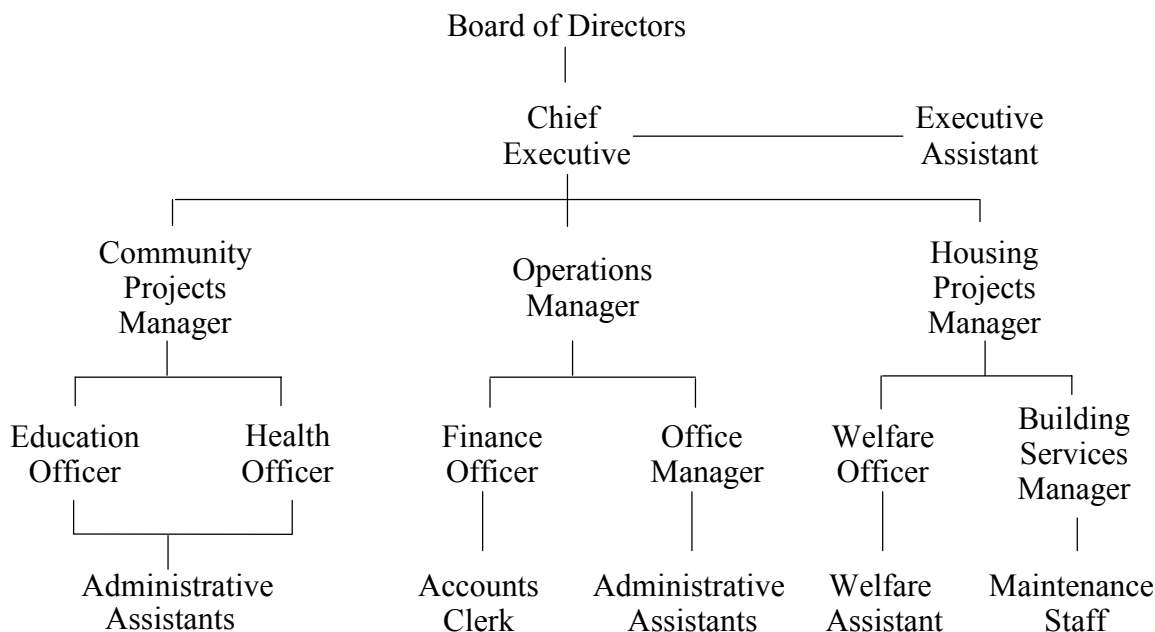 Board of Directors
Chief
Executive
Executive
Assistant
Community
Projects
Manager
Operations
Manager
Housing
Projects
Manager
Education
Officer
Health
Officer
Finance
Officer
Office
Manager
Welfare
Officer
Building
Services
Manager
Administrative
Assistants
Accounts
Clerk
Administrative
Assistants
Welfare
Assistant
Maintenance
Staff